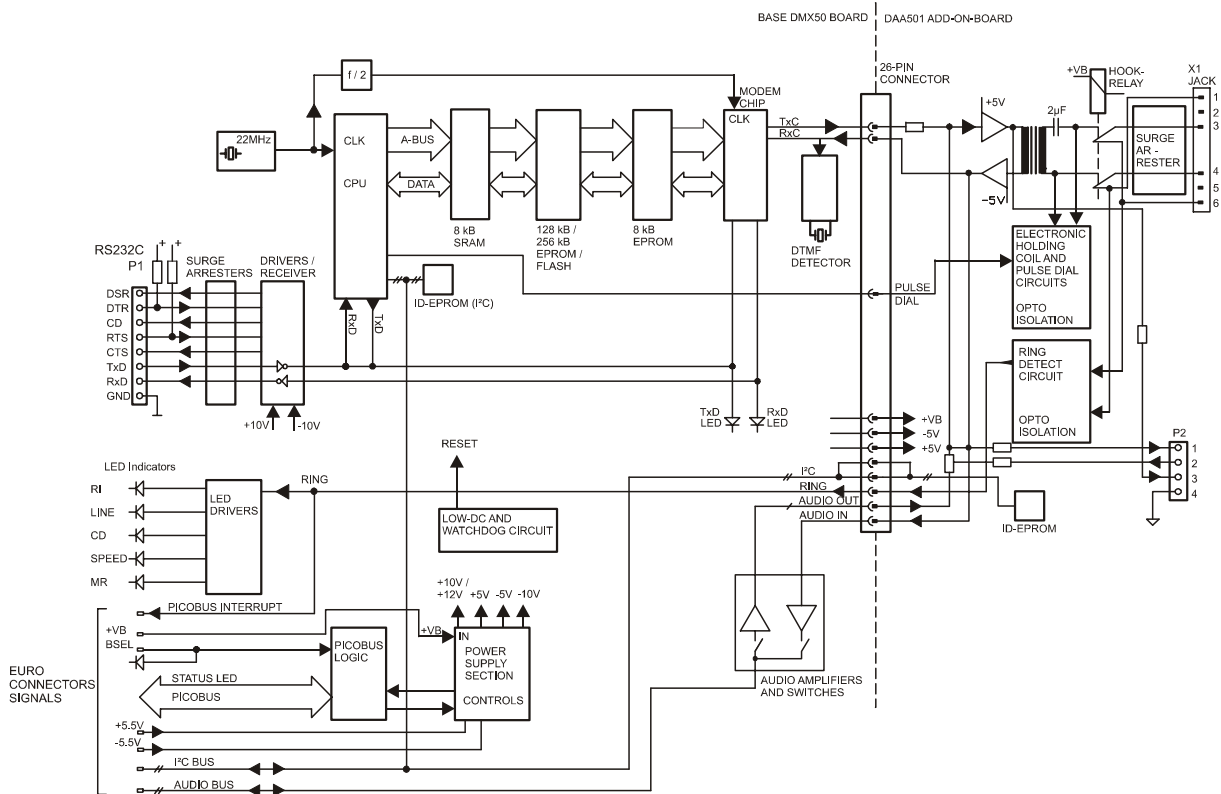 BASE DMX50 BOARD
DAA501 ADD-ON-BOARD
f / 2
26-PIN
CONNECTOR
+VB
HOOK-
RELAY
X1
JACK
MODEM
CHIP
CLK
22MHz
CLK
CPU
A-BUS
DATA
TxC
RxC
+5V
-5V
2µF
SURGE
AR -
RESTER
1
2
3
4
5
6
8 kB
SRAM
128 kB /
256 kB
EPROM /
FLASH
8 kB
EPROM
DTMF
DETECTOR
ELECTRONIC
HOLDING
COIL AND
PULSE DIAL
CIRCUITS
OPTO
ISOLATION
RS232C
P1
+ +
SURGE
ARRESTERS
DRIVERS /
RECEIVER
ID-EPROM (I²C)
PULSE
DIAL
DSR
DTR
CD
RTS
CTS
TxD
RxD
GND
RxD
TxD
+10V
-10V
TxD
LED
RxD
LED
RING
DETECT
CIRCUIT
OPTO
ISOLATION
+VB
-5V
+5V
P2
1
2
3
4
I²C
RING
AUDIO OUT
AUDIO IN
ID-EPROM
RESET
LED Indicators
RI
LINE
CD
SPEED
MR
LED
DRIVERS
RING
LOW-DC AND
WATCHDOG CIRCUIT
+10V /
+12V
+5V
-5V
-10V
PICOBUS INTERRUPT
+VB
BSEL
+VB
IN
POWER
SUPPLY
SECTION
CONTROLS
PICOBUS
LOGIC
EURO
CONNECTORS
SIGNALS
STATUS LED
PICOBUS
AUDIO AMPLIFIERS
AND SWITCHES
+5.5V
-5.5V
I²C BUS
AUDIO BUS